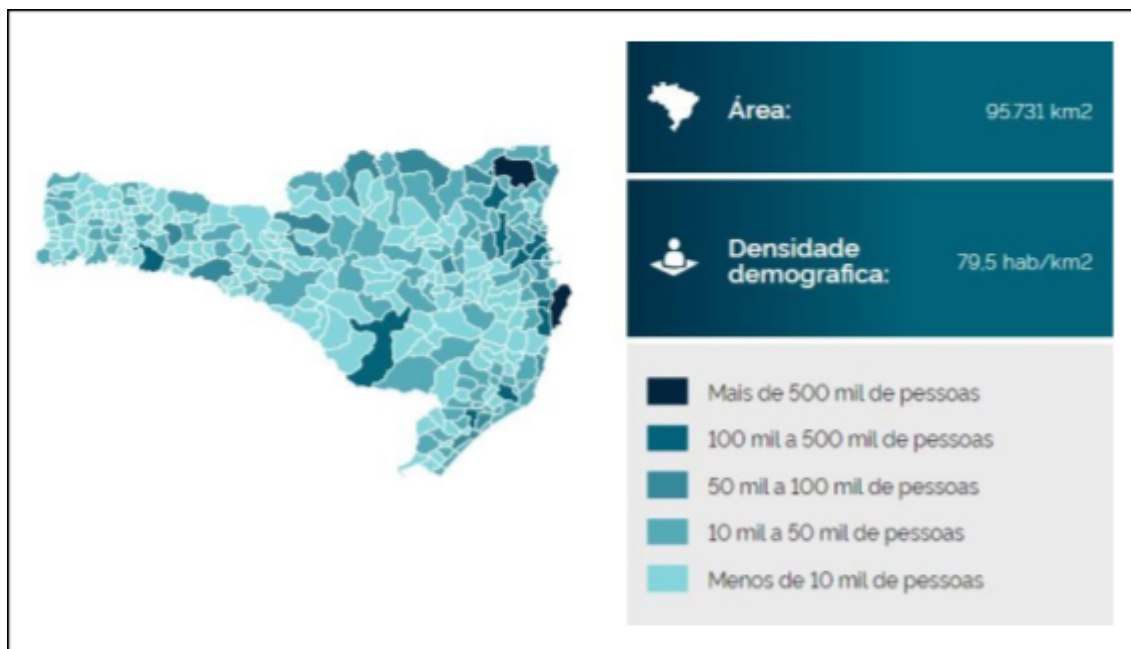 Área:
95.731 km2
Densidade
demografica:
79,5 hab/km2
Mais de 500 mil de pessoas
100 mil a 500 mil de pessoas
50 mil a 100 mil de pessoas
10 mil a 50 mil de pessoas
Menos de 10 mil de pessoas